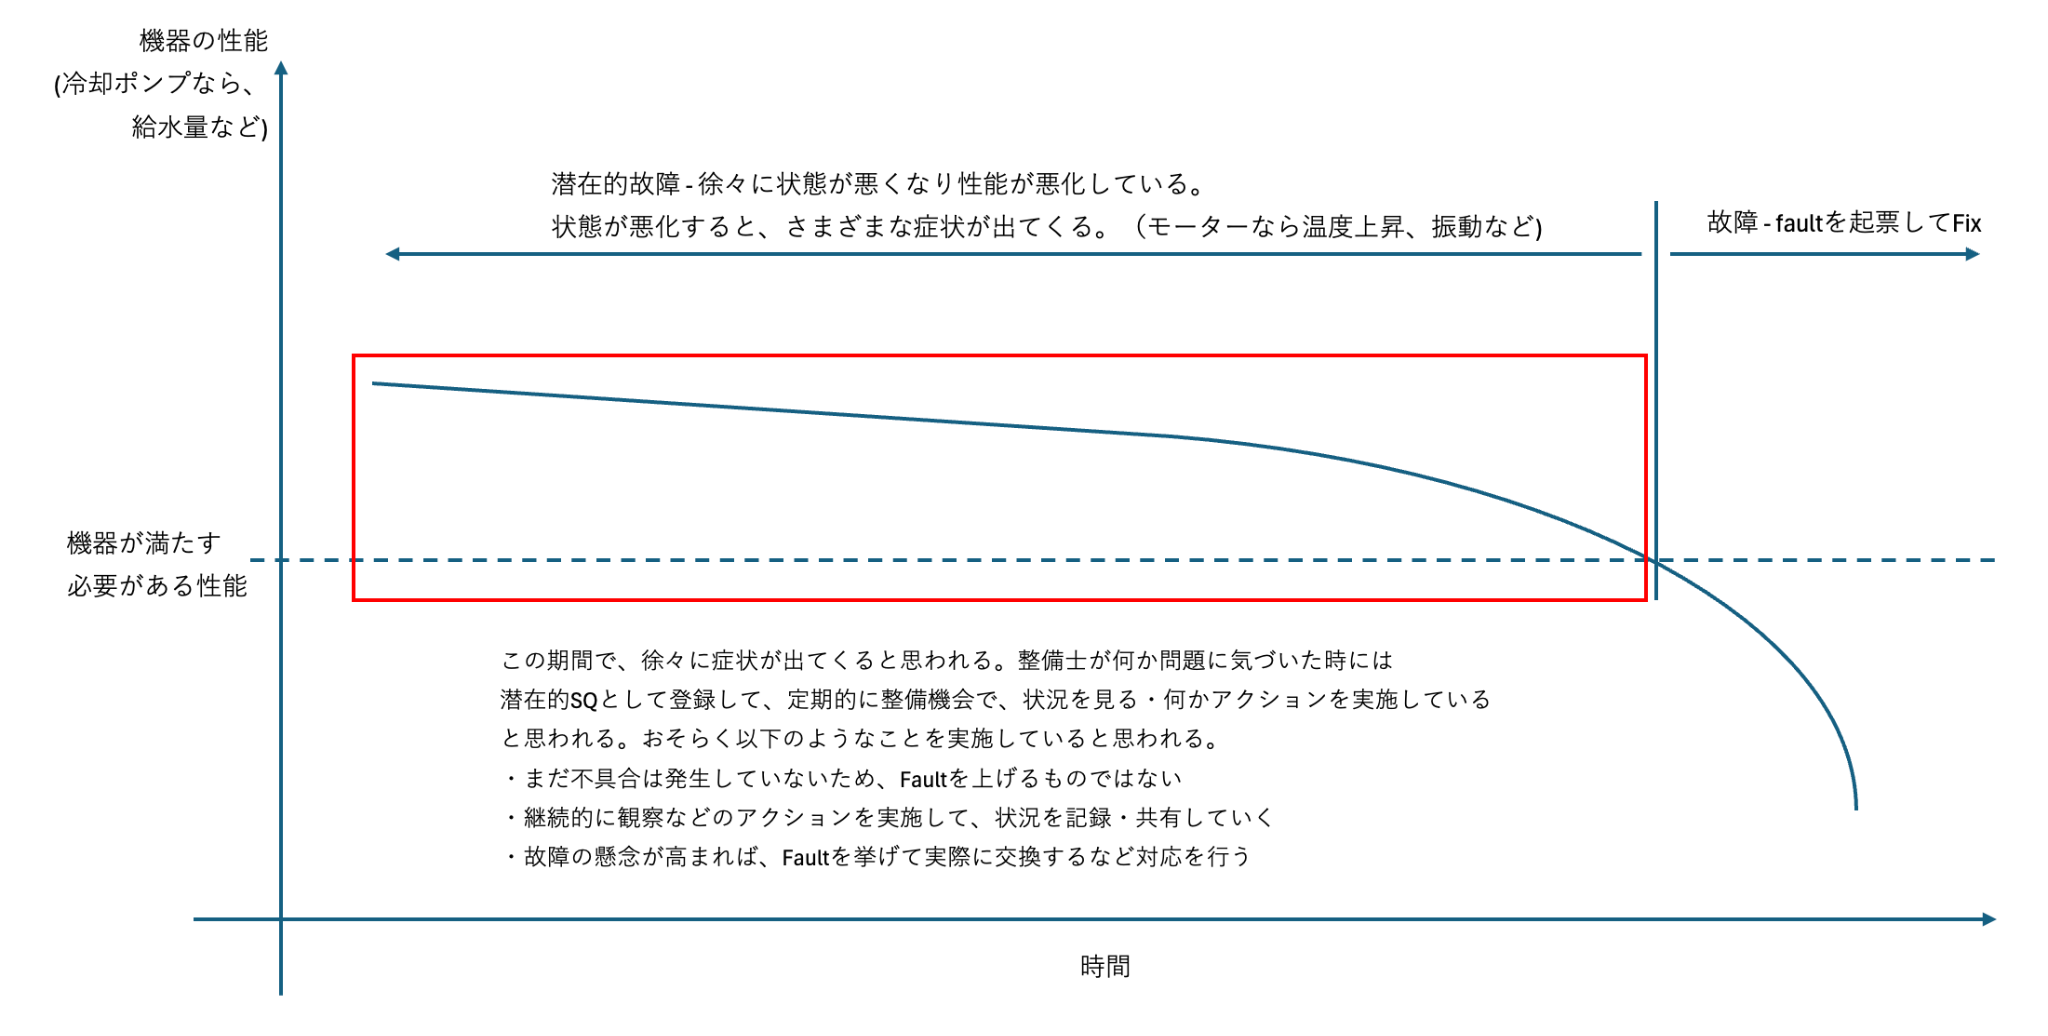 機器の性能
(冷却ポンプなら、
給水量など)
潜在的故障 - 徐々に状態が悪くなり性能が悪化している。
状態が悪化すると、さまざまな症状が出てくる。（モーターなら温度上昇、振動など)
故障 - faultを起票してFix
機器が満たす
必要がある性能
この期間で、徐々に症状が出てくると思われる。整備士が何か問題に気づいた時には
潜在的SQとして登録して、定期的に整備機会で、状況を見る・何かアクションを実施している
と思われる。おそらく以下のようなことを実施していると思われる。
・まだ不具合は発生していないため、Faultを上げるものではない
・継続的に観察などのアクションを実施して、状況を記録・共有していく
・故障の懸念が高まれば、Faultを挙げて実際に交換するなど対応を行う
時間